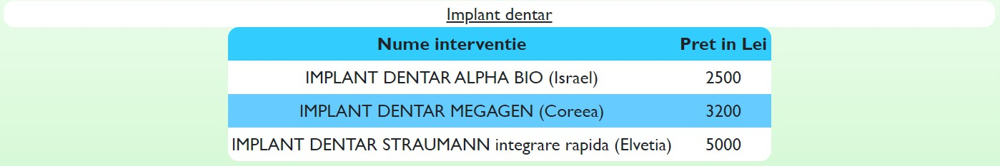 Implant dentar
Nume interventie Pret in Lei
IMPLANT DENTAR ALPHA BIO (Israel) 2500
IMPLANT DENTAR MEGAGEN (Coreea) 3200
IMPLANT DENTAR STRAUMANN integrare rapida (Elvetia) 5000